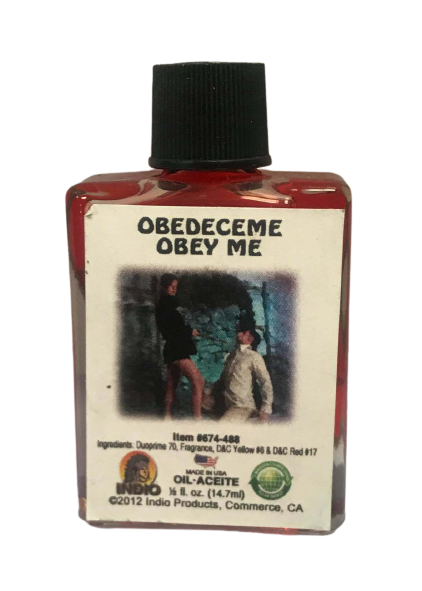 OBEDECEME
OBEY ME
Item #674-488
Ingredients: Duoprime 70, Fragrance, D&C Yellow #6 & D&C Red #17
MADE IN USA
OIL-ACEITE
INDIO
½ fl. oz. (14.7ml)
©2012 Indio Products, Commerce, CA